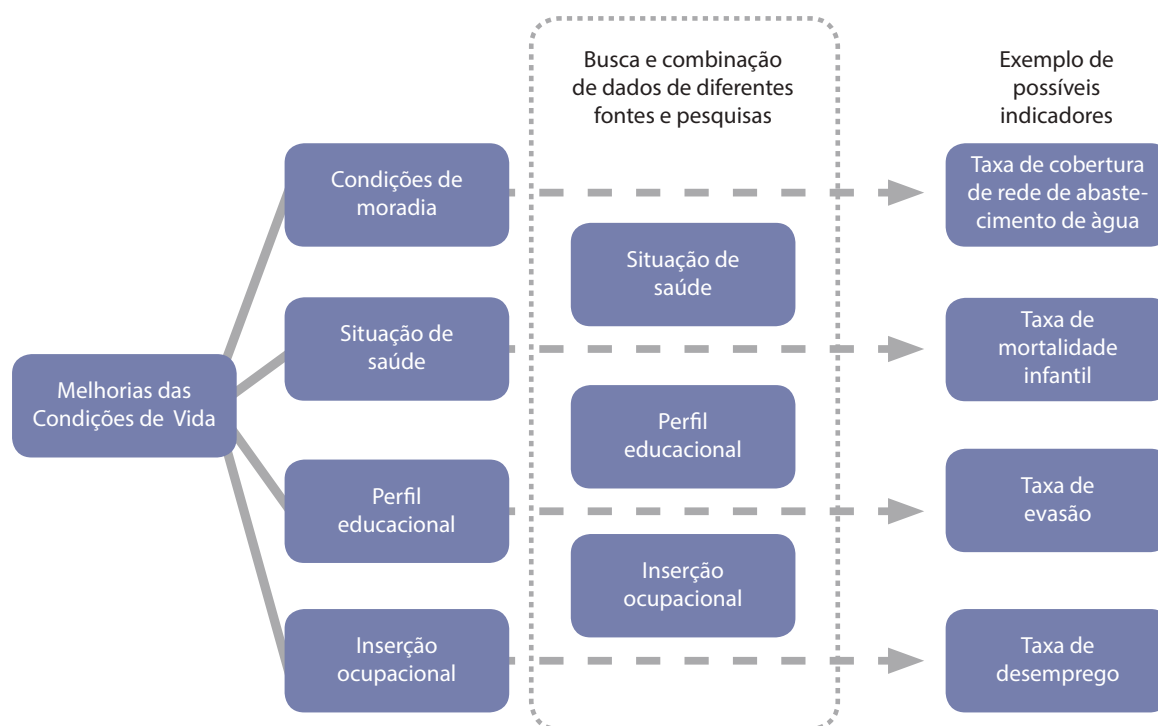 Busca e combinação
de dados de diferentes
fontes e pesquisas
Exemplo de
possíveis
indicadores
Condições de
moradia
Taxa de cobertura
de rede de abaste-
cimento de àgua
Situação de
saúde
Situação de
saúde
Taxa de
mortalidade
infantil
Melhorias das
Condições de Vida
Perfil
educacional
Perfil
educacional
Taxa de
evasão
Inserção
ocupacional
Inserção
ocupacional
Taxa de
desemprego